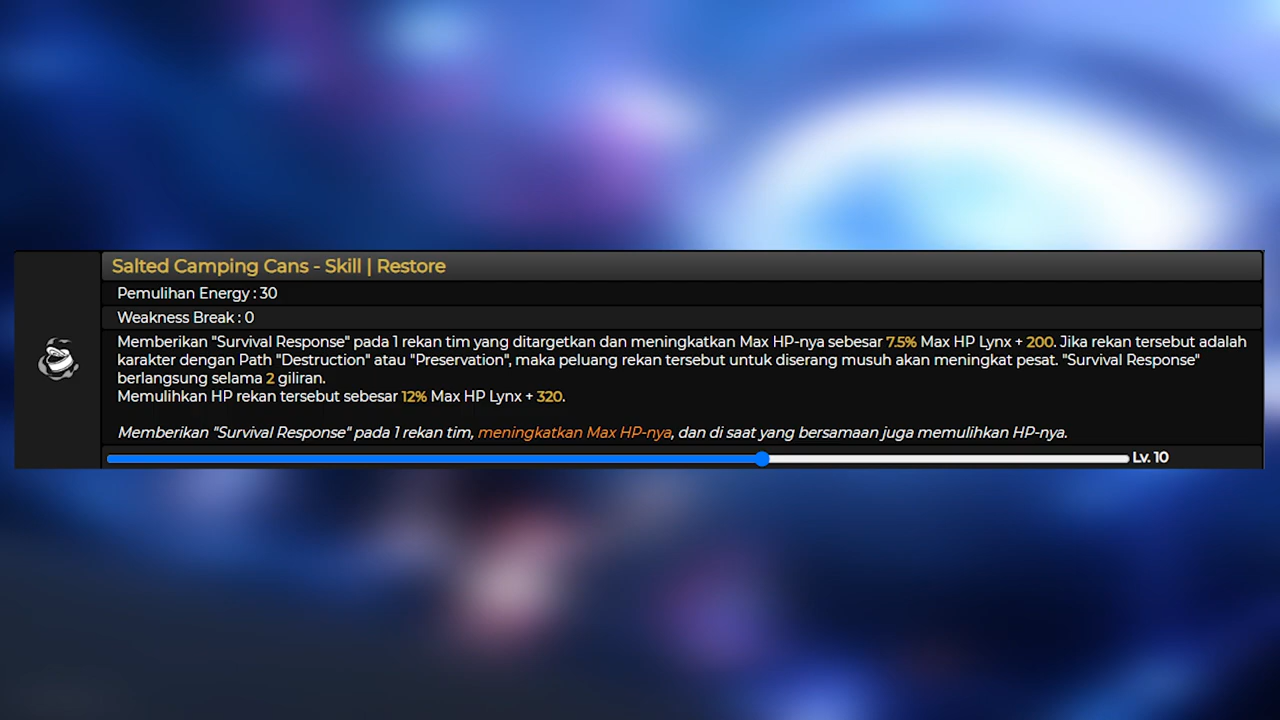 Salted Camping Cans - Skill | Restore
Pemulihan Energy : 30
Weakness Break : 0
Memberikan "Survival Response" pada 1 rekan tim yang ditargetkan dan meningkatkan Max HP-nya sebesar 7.5% Max HP Lynx + 200. Jika rekan tersebut adalah
karakter dengan Path "Destruction" atau "Preservation", maka peluang rekan tersebut untuk diserang musuh akan meningkat pesat. "Survival Response"
berlangsung selama 2 giliran.
Memulihkan HP rekan tersebut sebesar 12% Max HP Lynx + 320.
Memberikan "Survival Response" pada 1 rekan tim, meningkatkan Max HP-nya, dan di saat yang bersamaan juga memulihkan HP-nya.
Lv. 10